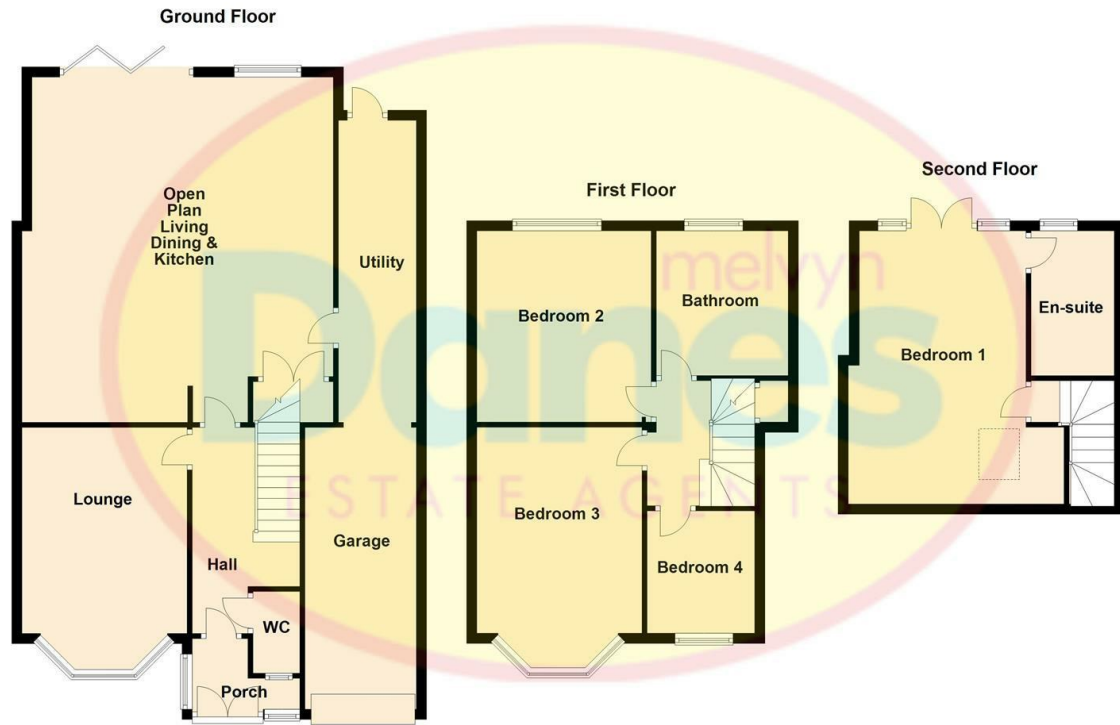 Ground Floor
Open
Plan
Living
Dining &
Kitchen
Utility
Lounge
Hall
Garage
WC
Porch
First Floor
Bedroom 2
Bathroom
Bedroom 3
Bedroom 4
Second Floor
Bedroom 1
En-suite
melvyn
Danes
ESTATE AGENTS